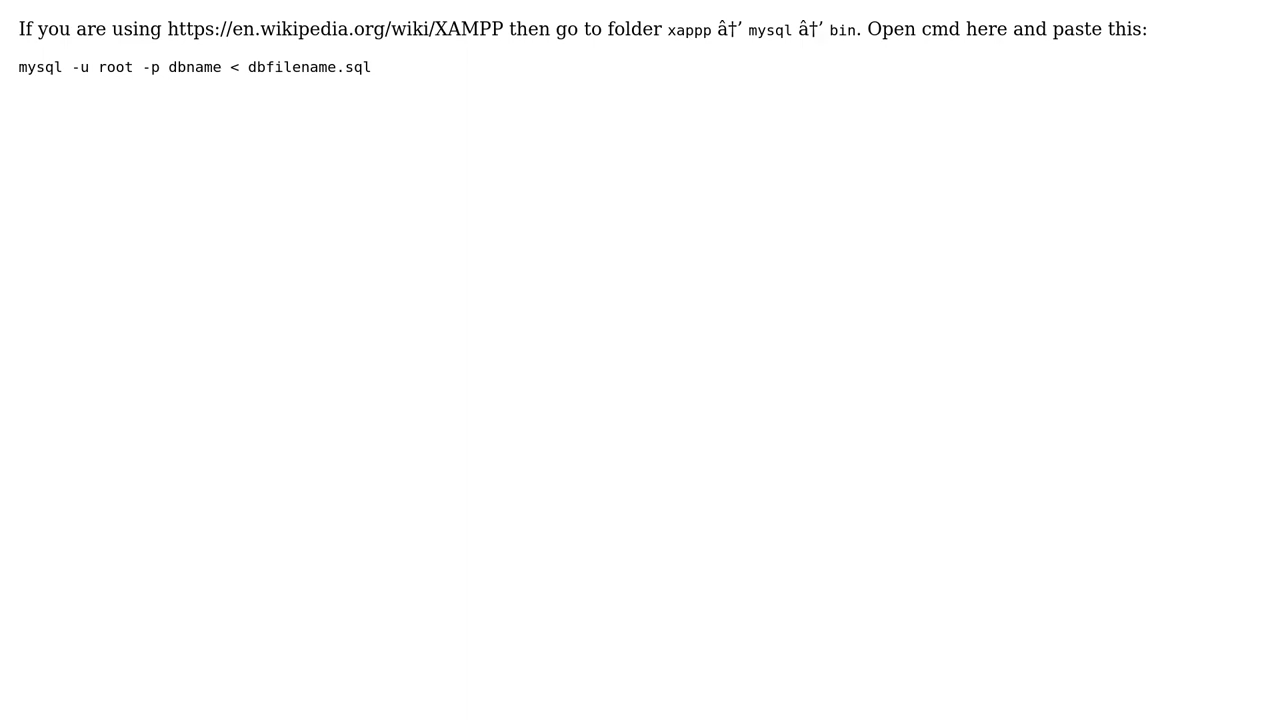 If you are using https://en.wikipedia.org/wiki/XAMPP then go to folder xappp â†’ mysql â†’ bin. Open cmd here and paste this:
mysql -u root -p dbname < dbfilename.sql